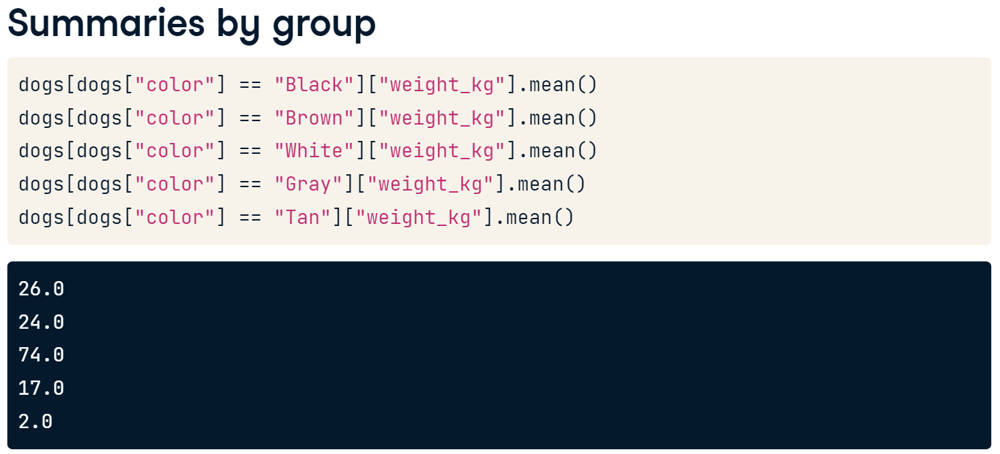 Summaries by group
dogs[dogs["color"] == "Black"]["weight_kg"].mean()
dogs[dogs["color"] == "Brown"]["weight_kg"].mean()
dogs[dogs["color"] == "White"]["weight_kg"].mean()
dogs[dogs["color"] == "Gray"]["weight_kg"].mean()
dogs[dogs["color"] == "Tan"]["weight_kg"].mean()
26.0
24.0
74.0
17.0
2.0